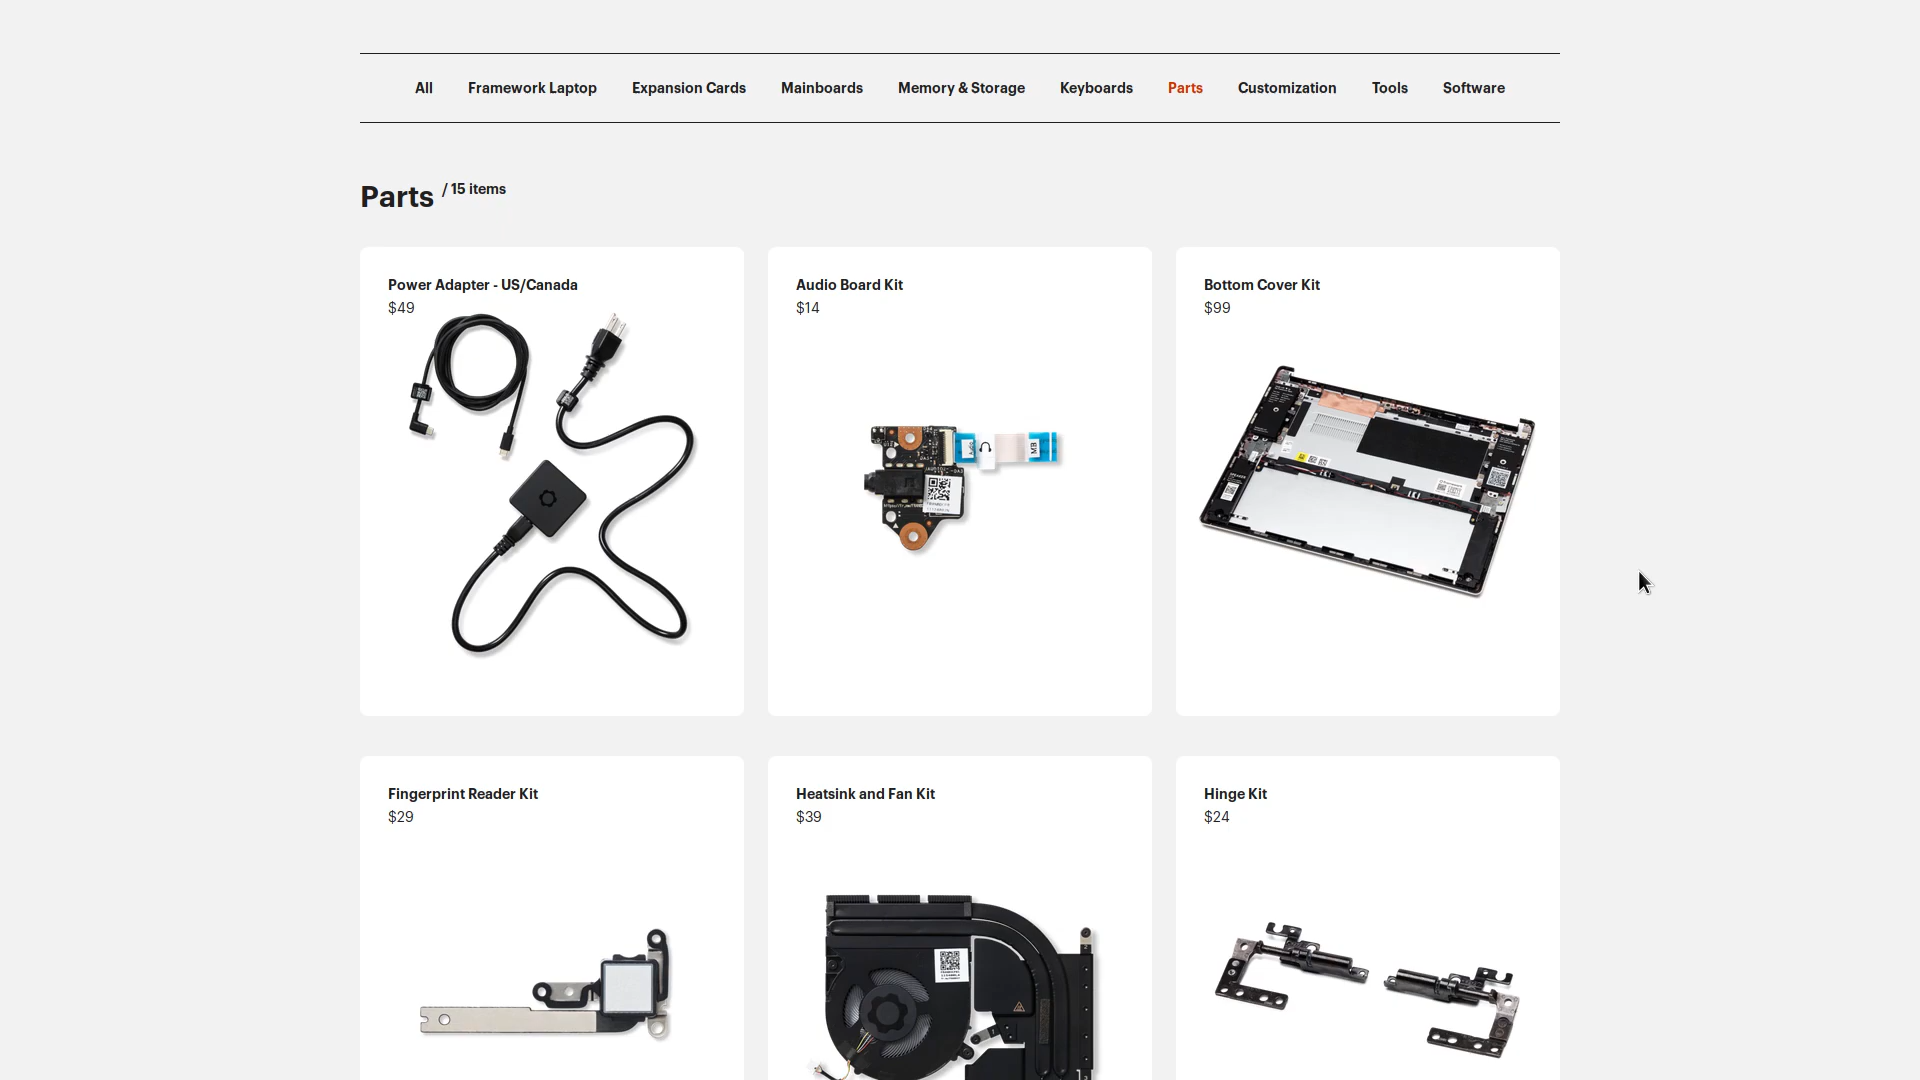 All Framework Laptop Expansion Cards Mainboards Memory & Storage Keyboards Parts Customization Tools Software
Parts / 15 items
Power Adapter - US/Canada
$49
Audio Board Kit
$14
Audio
MB
Bottom Cover Kit
$99
Fingerprint Reader Kit
$29
Heatsink and Fan Kit
$39
Hinge Kit
$24